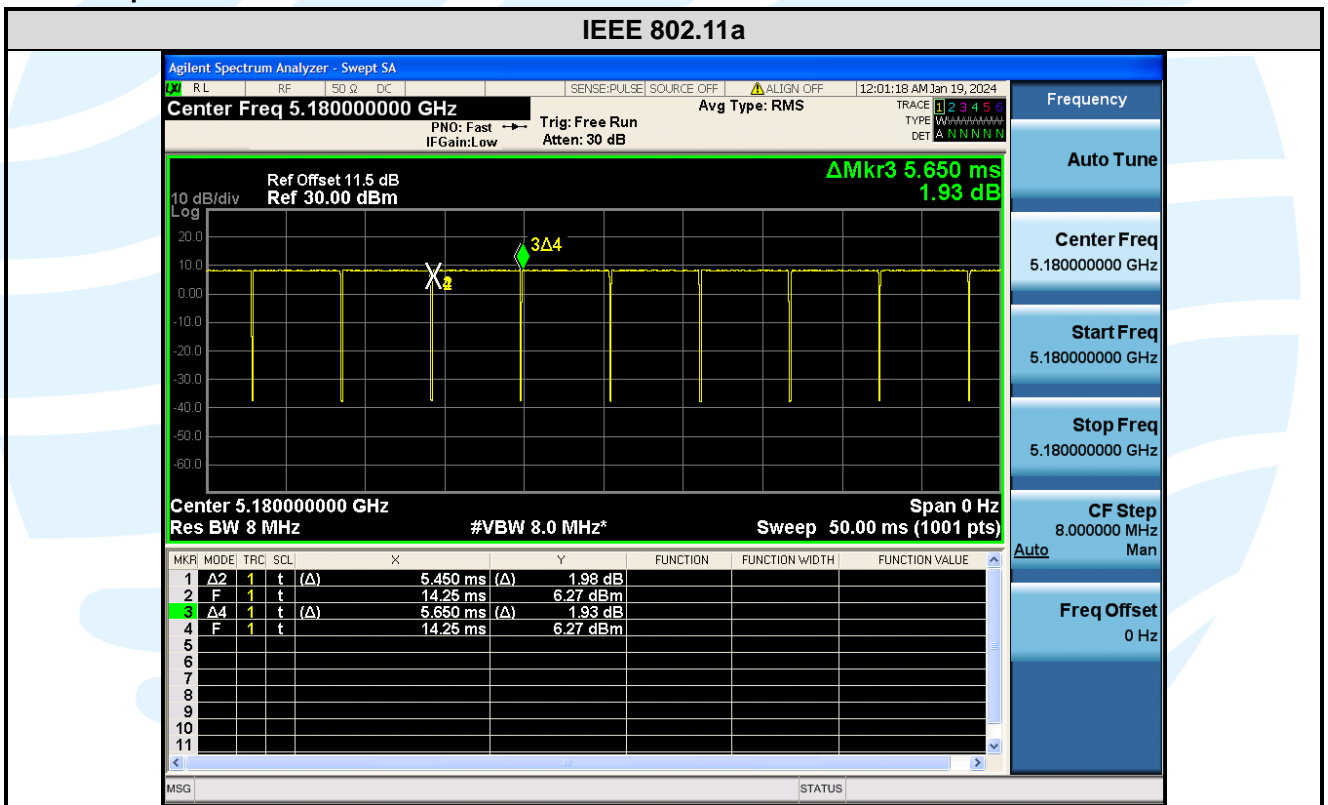 IEEE 802.11a
Agilent Spectrum Analyzer - Swept SA
RL RF 50 Ω DC SENSE:PULSE SOURCE OFF ALIGN OFF 12:01:18 AM Jan 19, 2024
Center Freq 5.180000000 GHz
PNO: Fast
IFGain:Low
Trig: Free Run
Atten: 30 dB
Avg Type: RMS
TRACE 1 2 3 4 5 6
TYPE W
DET A N N N N N
ΔMkr3 5.650 ms
1.93 dB
Ref Offset 11.5 dB
10 dB/div Ref 30.00 dBm
Log
20.0
10.0
0.00
-10.0
-20.0
-30.0
-40.0
-50.0
-60.0
3Δ4
Center 5.180000000 GHz Span 0 Hz
Res BW 8 MHz #VBW 8.0 MHz* Sweep 50.00 ms (1001 pts)
MKR MODE TRC SCL X Y FUNCTION FUNCTION WIDTH FUNCTION VALUE
1 Δ2 1 t (Δ) 5.450 ms (Δ) 1.98 dB
2 F 1 t 14.25 ms 6.27 dBm
3 Δ4 1 t (Δ) 5.650 ms (Δ) 1.93 dB
4 F 1 t 14.25 ms 6.27 dBm
5
6
7
8
9
10
11
MSG STATUS
Frequency
Auto Tune
Center Freq
5.180000000 GHz
Start Freq
5.180000000 GHz
Stop Freq
5.180000000 GHz
CF Step
8.000000 MHz
Auto Man
Freq Offset
0 Hz